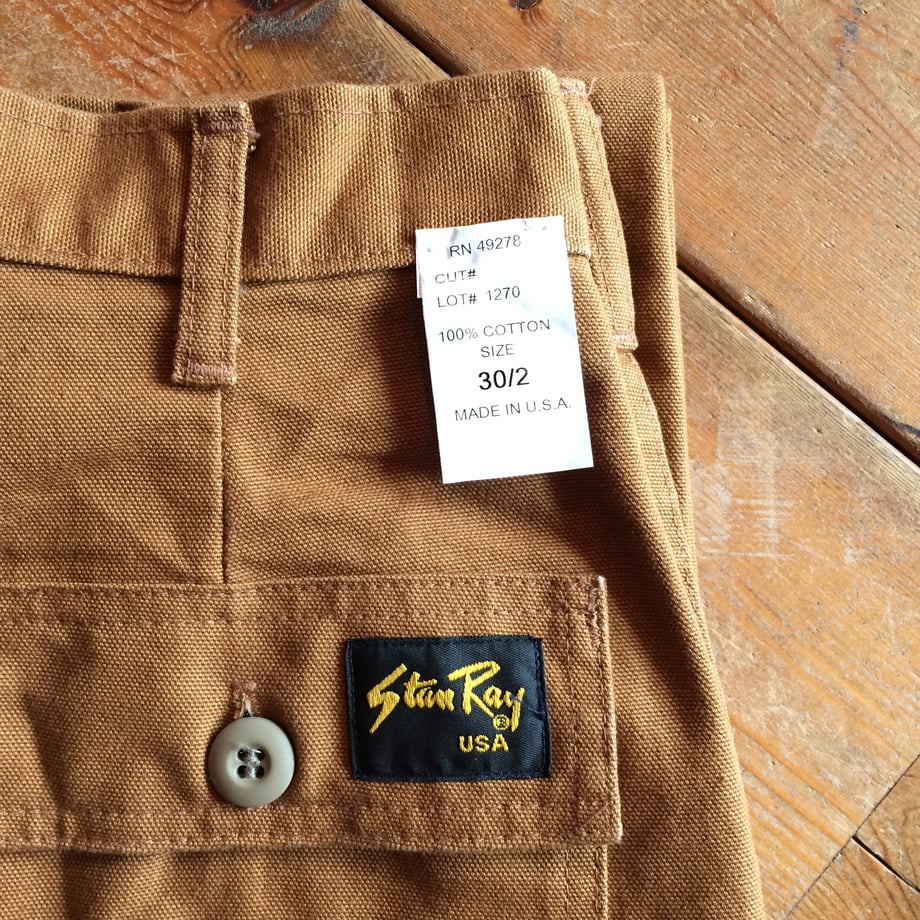 RN 49278
CUT#
LOT# 1270
100% COTTON
SIZE
30/2
MADE IN U.S.A.
Stan Ray
®
USA